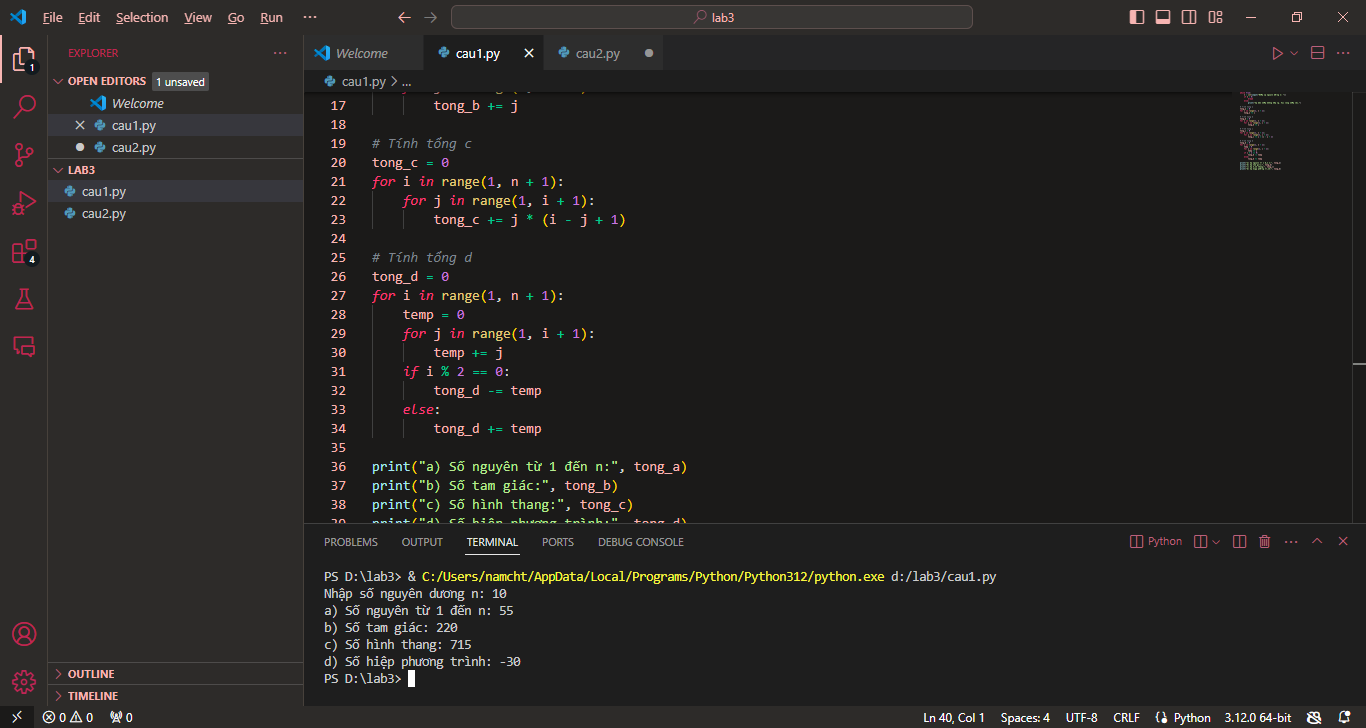 File Edit Selection View Go Run ··· lab3
EXPLORER ···
OPEN EDITORS 1 unsaved
Welcome
cau1.py
cau2.py
LAB3
cau1.py
cau2.py
OUTLINE
TIMELINE
1
4
Welcome cau1.py cau2.py
cau1.py > ...
17 tong_b += j
18
19 # Tính tổng c
20 tong_c = 0
21 for i in range(1, n + 1):
22 for j in range(1, i + 1):
23 tong_c += j * (i - j + 1)
24
25 # Tính tổng d
26 tong_d = 0
27 for i in range(1, n + 1):
28 temp = 0
29 for j in range(1, i + 1):
30 temp += j
31 if i % 2 == 0:
32 tong_d -= temp
33 else:
34 tong_d += temp
35
36 print("a) Số nguyên từ 1 đến n:", tong_a)
37 print("b) Số tam giác:", tong_b)
38 print("c) Số hình thang:", tong_c)
39 print("d) Số hiệp phương trình:", tong_d)
PROBLEMS OUTPUT TERMINAL PORTS DEBUG CONSOLE Python
PS D:\lab3> & C:/Users/namcht/AppData/Local/Programs/Python/Python312/python.exe d:/lab3/cau1.py
Nhập số nguyên dương n: 10
a) Số nguyên từ 1 đến n: 55
b) Số tam giác: 220
c) Số hình thang: 715
d) Số hiệp phương trình: -30
PS D:\lab3>
0 0 0 Ln 40, Col 1 Spaces: 4 UTF-8 CRLF Python 3.12.0 64-bit